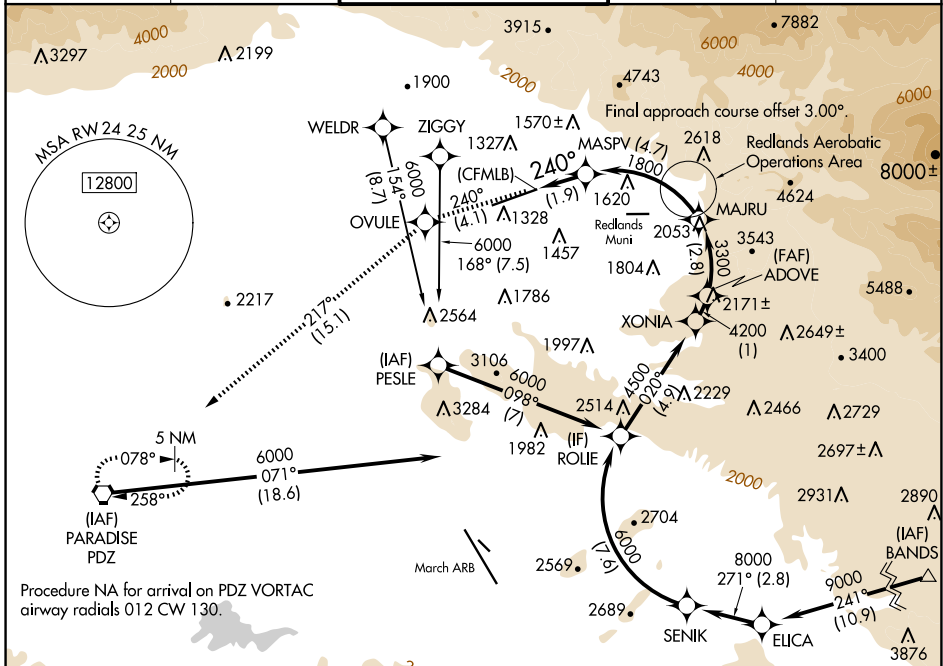 3915
7882
4000
3297
2199
6000
2000
2000
4743
4000
1900
6000
Final approach course offset 3.00°.
MSA RW24 25 NM
WELDR
ZIGGY
1570±
1327
MASPV
(4.7)
2618
Redlands Aerobatic
Operations Area
8000±
12800
6000
154°
(8.7)
(CFMLB)
240°
1800
240°
(4.1)
(1.9)
1620
4624
OVULE
1328
Redlands
Muni
2053
MAJRU
6000
168° (7.5)
1457
(2.8)
3300
3543
(FAF)
ADOVE
1804
5488
2217
1786
2171±
217°
(15.1)
2564
XONIA
4200
(1)
2649±
1997
3400
(IAF)
PESLE
3106
6000
098°
(7)
4500
020°
(4.9)
2229
3284
2514
2466
2729
1982
(IF)
ROLIE
2697±
5 NM
078°
6000
071°
(18.6)
258°
2000
2931
2890
(IAF)
PARADISE
PDZ
2704
(IAF)
BANDS
March ARB
2569
6000
(7.6)
8000
271° (2.8)
9000
241°
(10.9)
Procedure NA for arrival on PDZ VORTAC
airway radials 012 CW 130.
2689
SENIK
ELICA
3876